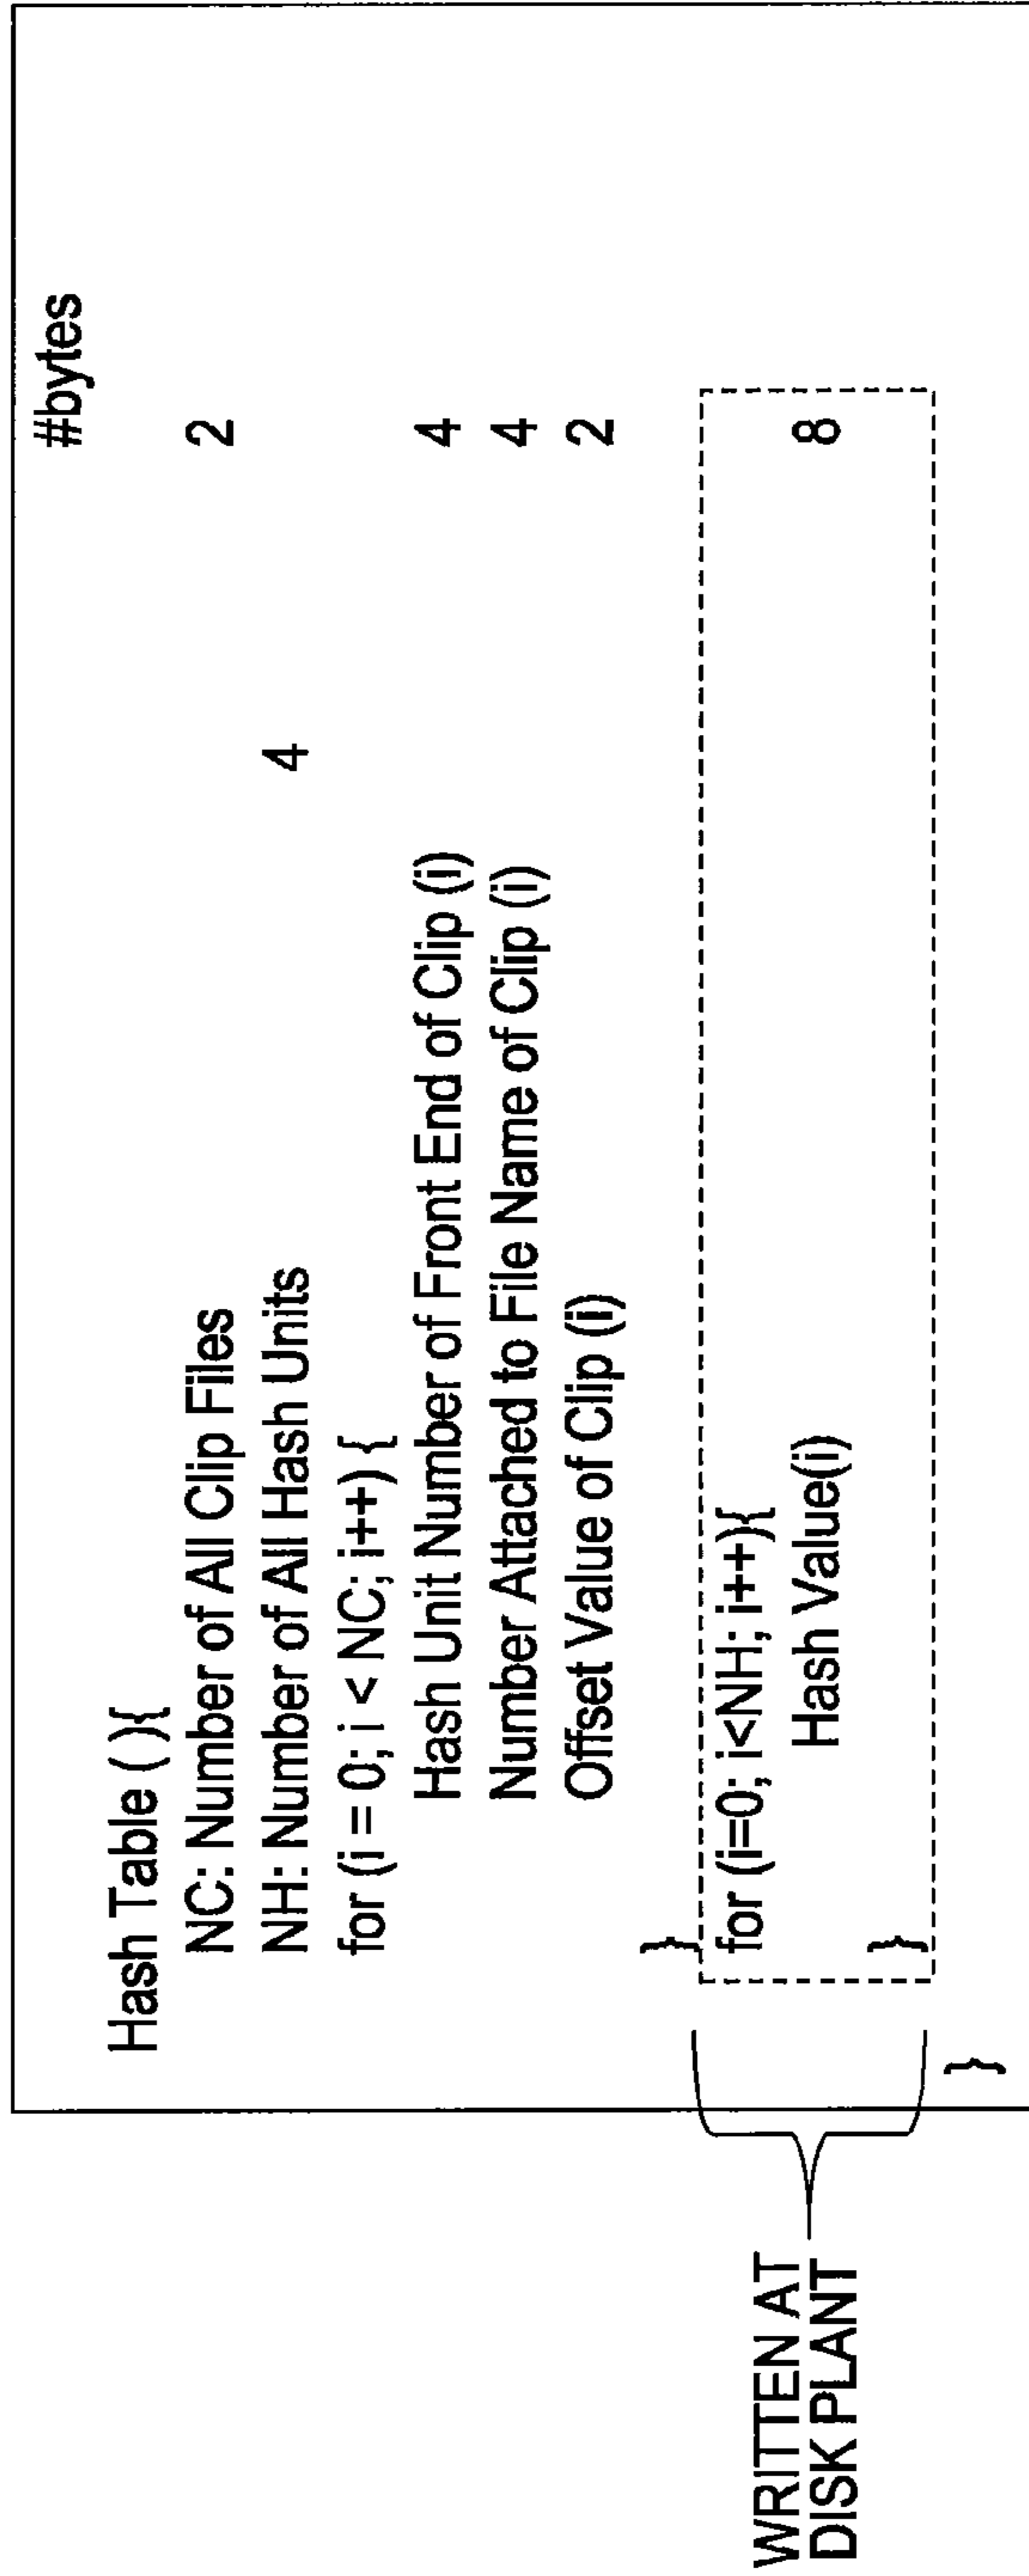 #bytes
Hash Table ( ){
NC: Number of All Clip Files 2
NH: Number of All Hash Units 4
for (i = 0; i < NC; i++) {
Hash Unit Number of Front End of Clip (i) 4
Number Attached to File Name of Clip (i) 4
Offset Value of Clip (i) 2
}
for (i=0; i<NH; i++){
Hash Value(i) 8
}
}
WRITTEN AT
DISK PLANT